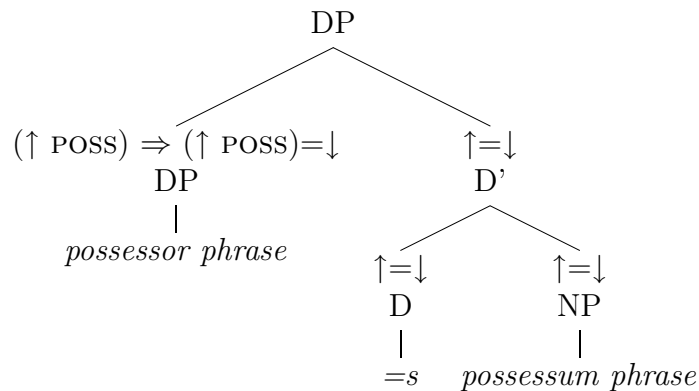 DP
(↑ POSS) ⇒ (↑ POSS)=↓ ↑=↓
DP D’
possessor phrase
↑=↓ ↑=↓
D NP
=s possessum phrase